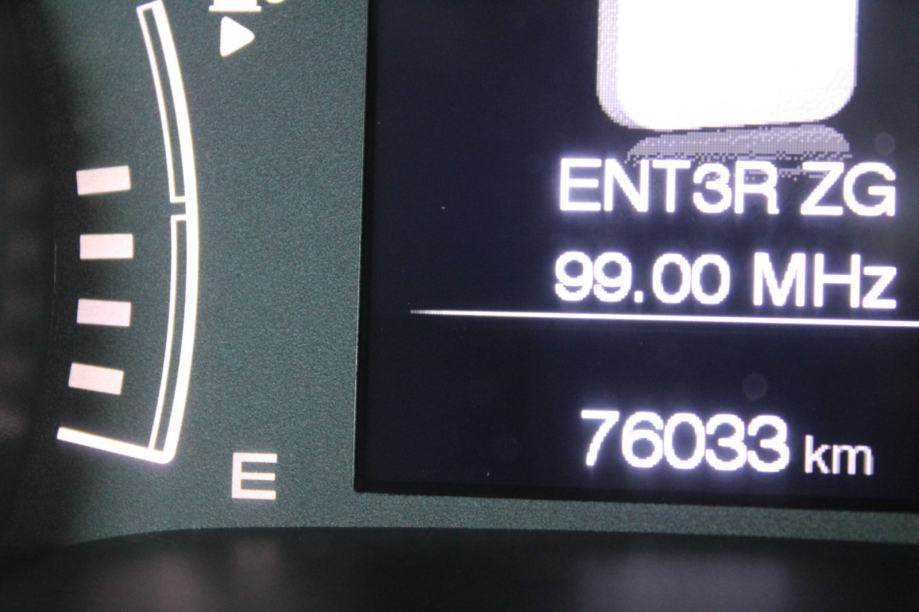 ENT3R ZG
99.00 MHz
76033 km
E